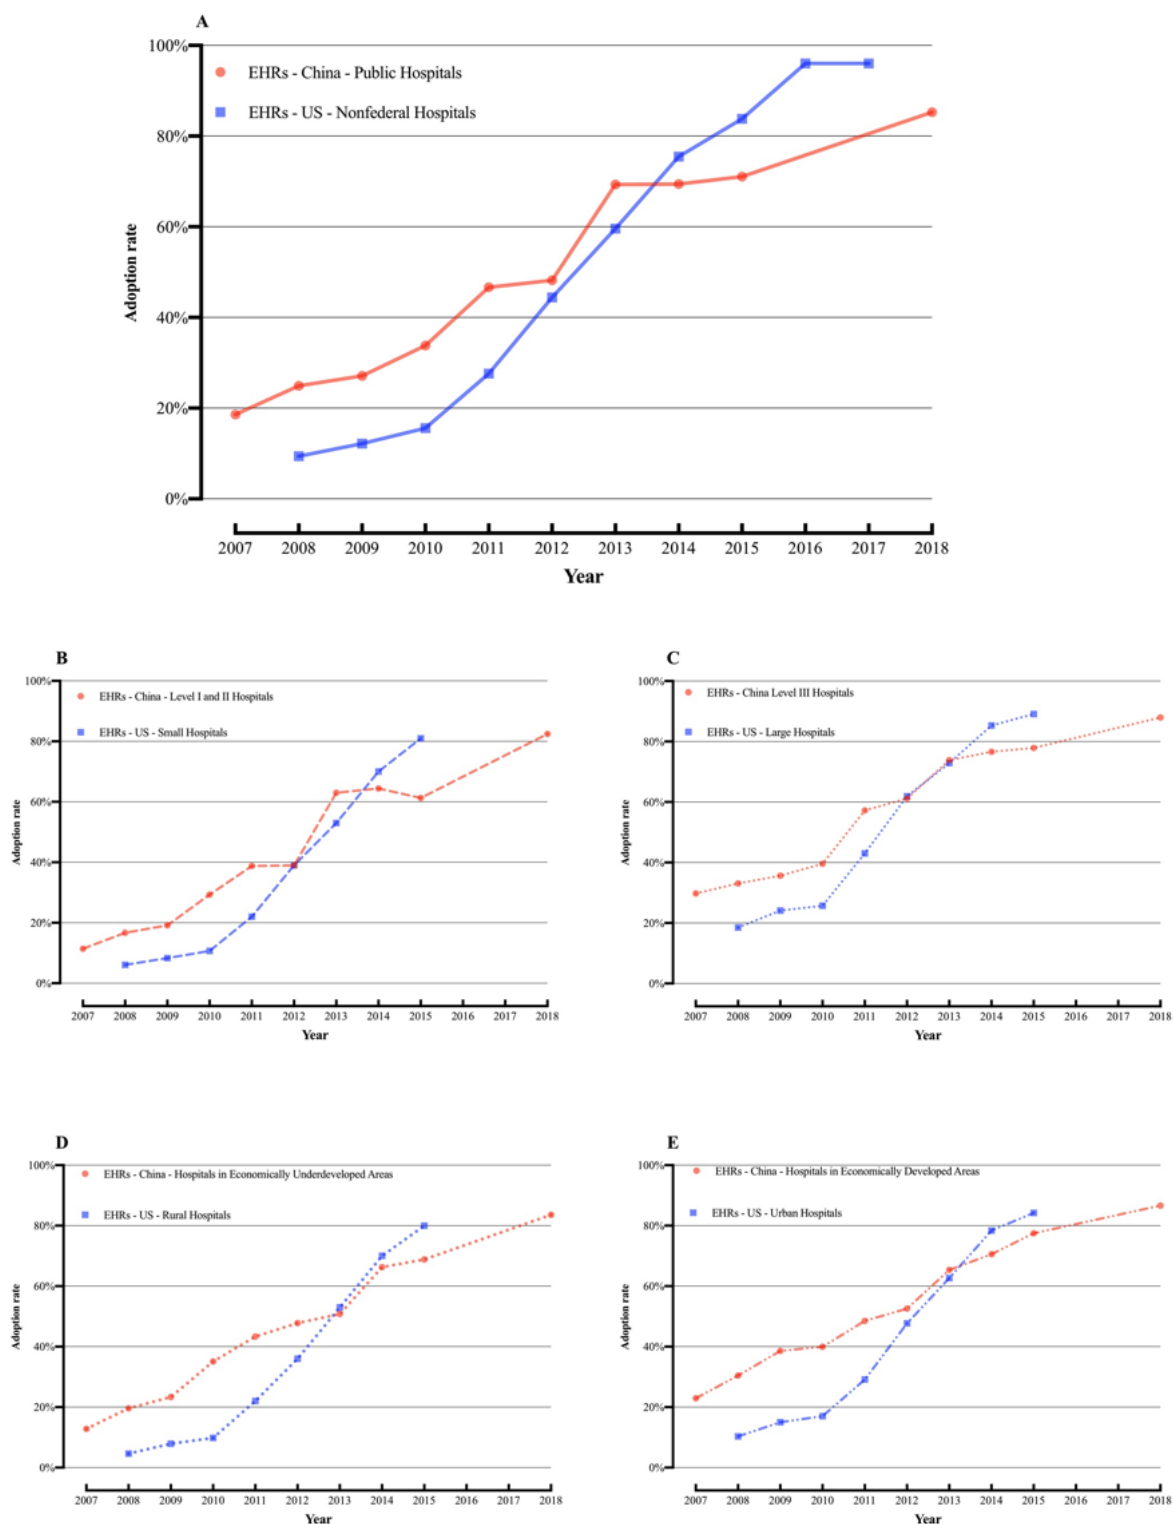 A
100%
EHRs - China - Public Hospitals
EHRs - US - Nonfederal Hospitals
80%
60%
Adoption rate
40%
20%
0%
2007 2008 2009 2010 2011 2012 2013 2014 2015 2016 2017 2018
Year
B
100%
EHRs - China - Level I and II Hospitals
EHRs - US - Small Hospitals
80%
60%
Adoption rate
40%
20%
0%
2007 2008 2009 2010 2011 2012 2013 2014 2015 2016 2017 2018
Year
C
100%
EHRs - China Level III Hospitals
EHRs - US - Large Hospitals
80%
60%
Adoption rate
40%
20%
0%
2007 2008 2009 2010 2011 2012 2013 2014 2015 2016 2017 2018
Year
D
100%
EHRs - China - Hospitals in Economically Underdeveloped Areas
EHRs - US - Rural Hospitals
80%
60%
Adoption rate
40%
20%
0%
2007 2008 2009 2010 2011 2012 2013 2014 2015 2016 2017 2018
Year
E
100%
EHRs - China - Hospitals in Economically Developed Areas
EHRs - US - Urban Hospitals
80%
60%
Adoption rate
40%
20%
0%
2007 2008 2009 2010 2011 2012 2013 2014 2015 2016 2017 2018
Year